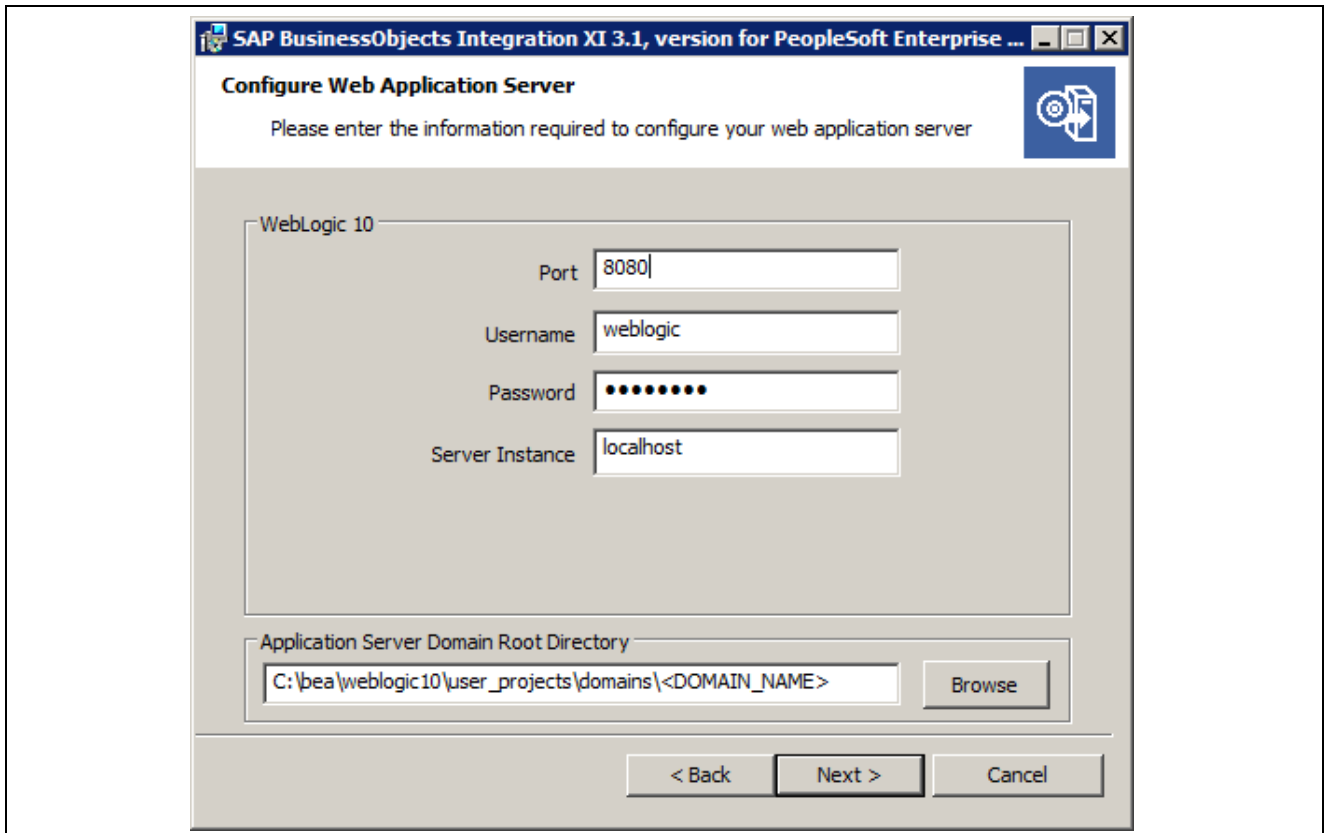 SAP BusinessObjects Integration XI 3.1, version for PeopleSoft Enterprise ...
Configure Web Application Server
Please enter the information required to configure your web application server
WebLogic 10
Port 8080
Username weblogic
Password ••••••••
Server Instance localhost
Application Server Domain Root Directory
C:\bea\weblogic10\user_projects\domains\<DOMAIN_NAME> Browse
< Back Next > Cancel